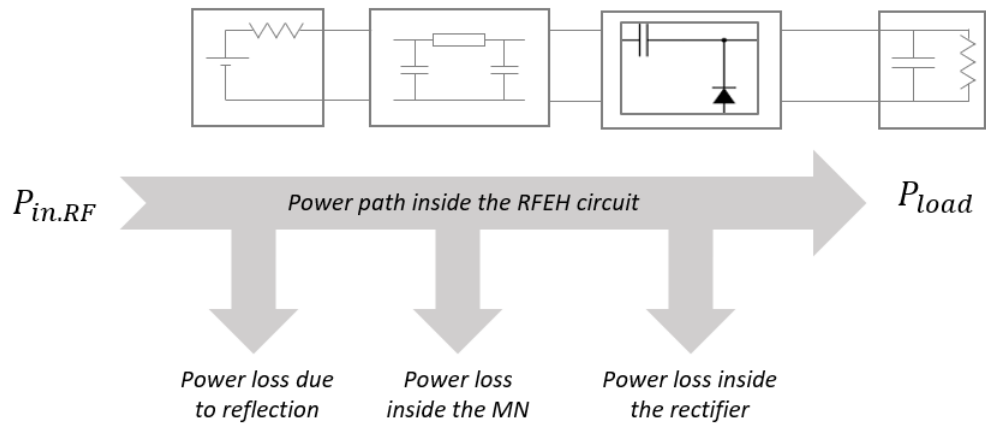 Power path inside the RFEH circuit
P_{in.RF}
P_{load}
Power loss due
to reflection
Power loss
inside the MN
Power loss inside
the rectifier